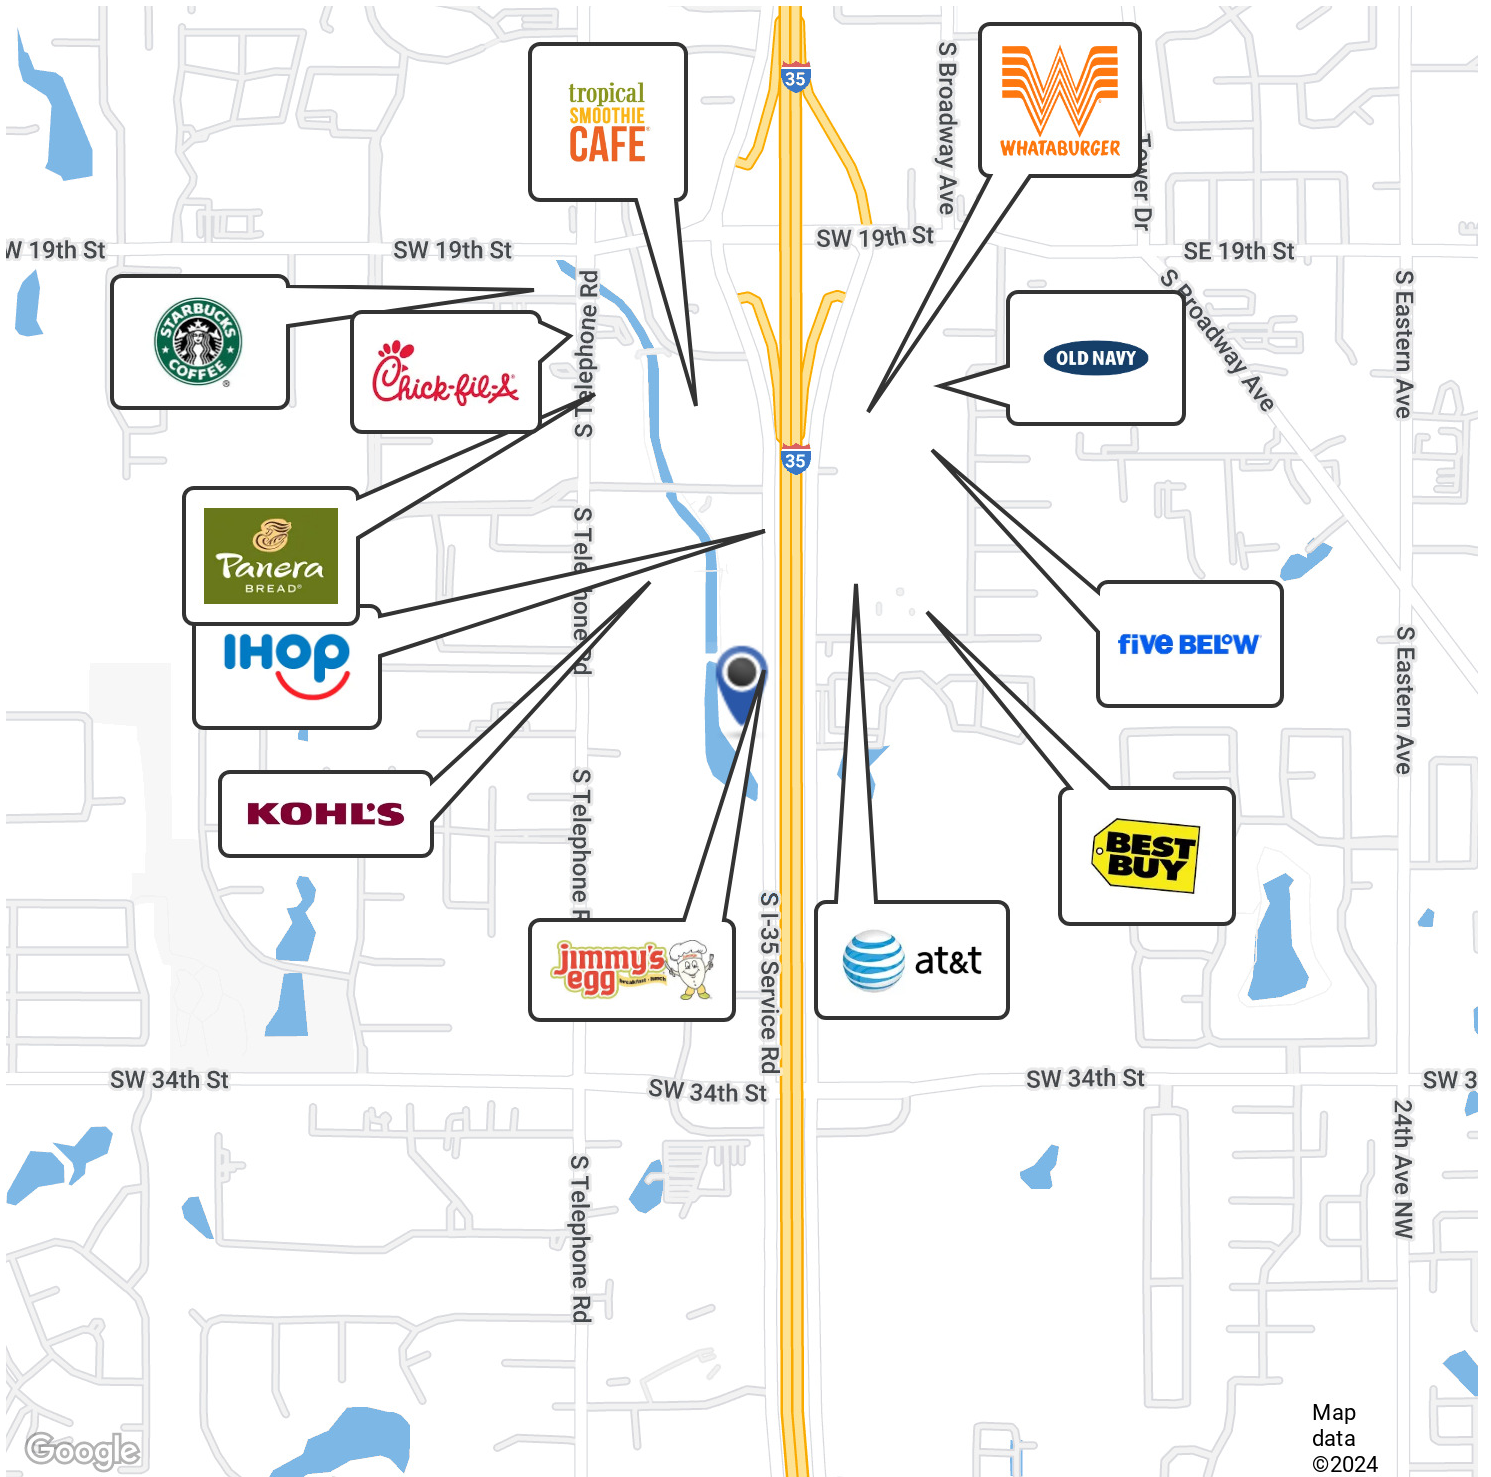 35
S Broadway Ave
tropical
SMOOTHIE
CAFE
WHATABURGER
Tower Dr
W 19th St
SW 19th St
SW 19th St
SE 19th St
STARBUCKS
COFFEE
Chick-fil-A
S Telephone Rd
OLD NAVY
S Broadway Ave
S Eastern Ave
35
Panera
BREAD
S Telephone Rd
IHOP
five BELOW
S Eastern Ave
KOHL'S
S Telephone R
BEST
BUY
jimmy's
egg
S I-35 Service Rd
at&t
SW 34th St
SW 34th St
SW 34th St
SW 3
24th Ave NW
S Telephone Rd
Google
Map
data
©2024